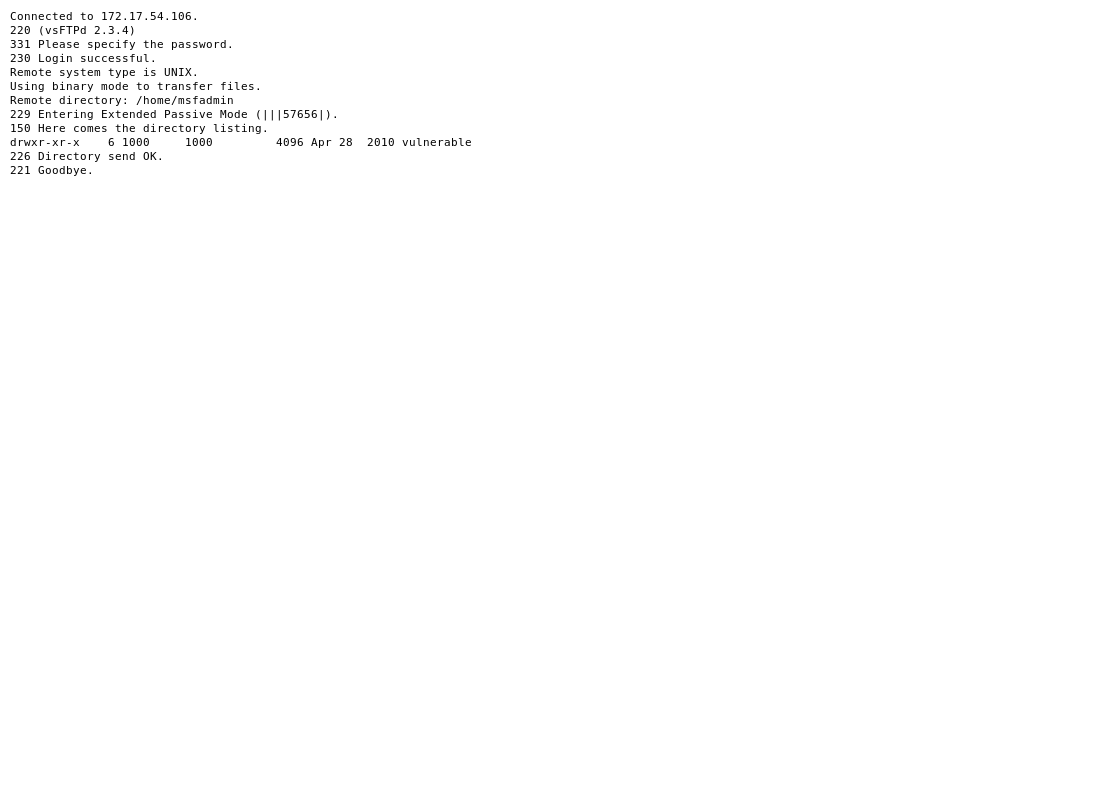 Connected to 172.17.54.106.
220 (vsFTPd 2.3.4)
331 Please specify the password.
230 Login successful.
Remote system type is UNIX.
Using binary mode to transfer files.
Remote directory: /home/msfadmin
229 Entering Extended Passive Mode (|||57656|).
150 Here comes the directory listing.
drwxr-xr-x    6 1000     1000         4096 Apr 28  2010 vulnerable
226 Directory send OK.
221 Goodbye.